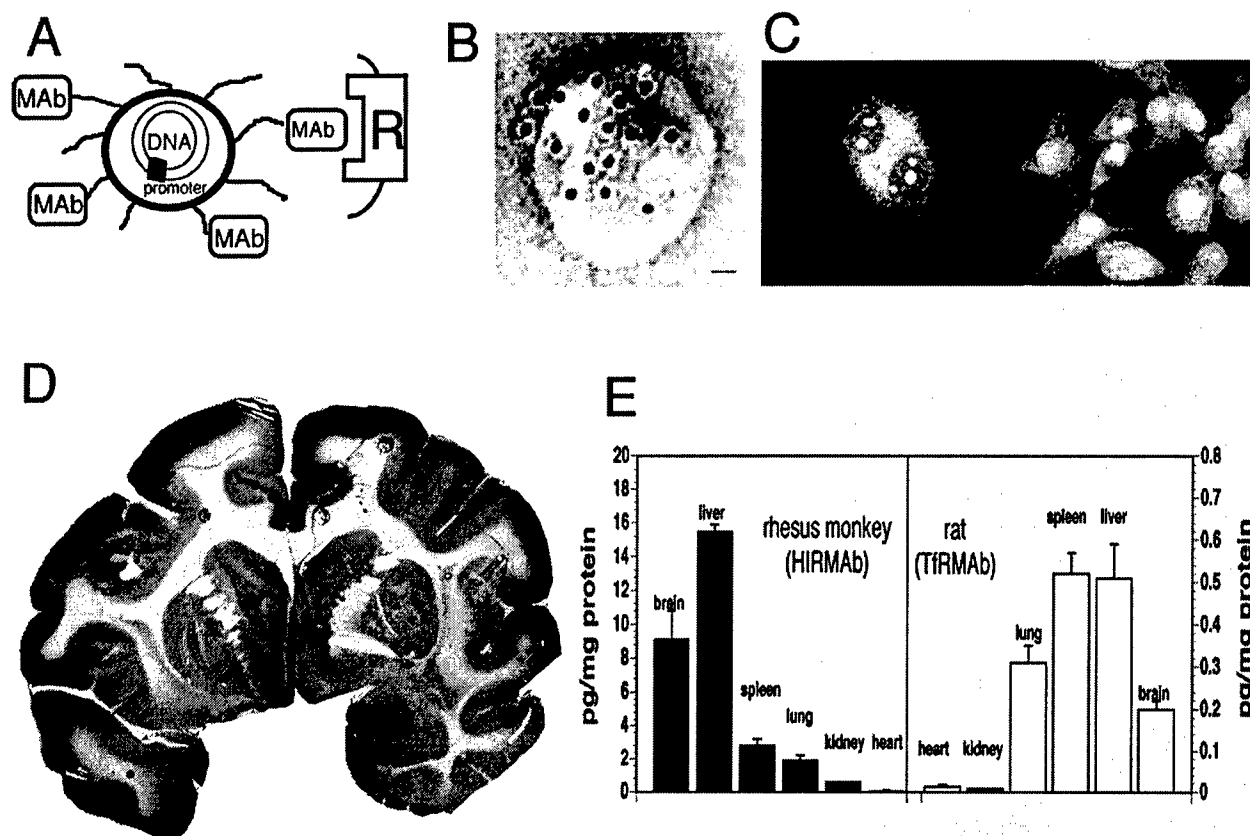 A
MAb
DNA
promoter
MAb
R
MAb
MAb
B
C
D
E
pg/mg protein
20
18
16
14
12
10
8
6
4
2
0
brain
liver
spleen
lung
kidney
heart
rhesus monkey
(HIRMAb)
rat
(TfRMAb)
heart
kidney
lung
spleen
liver
brain
0.8
0.7
0.6
0.5
0.4
0.3
0.2
0.1
0
pg/mg protein